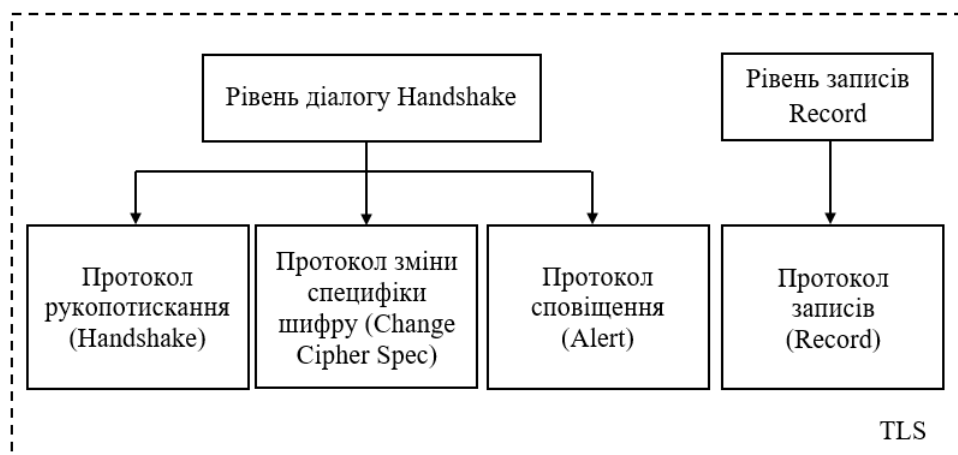 Рівень діалогу Handshake
Рівень записів
Record
Протокол
рукопотискання
(Handshake)
Протокол зміни
специфіки
шифру (Change
Cipher Spec)
Протокол
сповіщення
(Alert)
Протокол
записів
(Record)
TLS